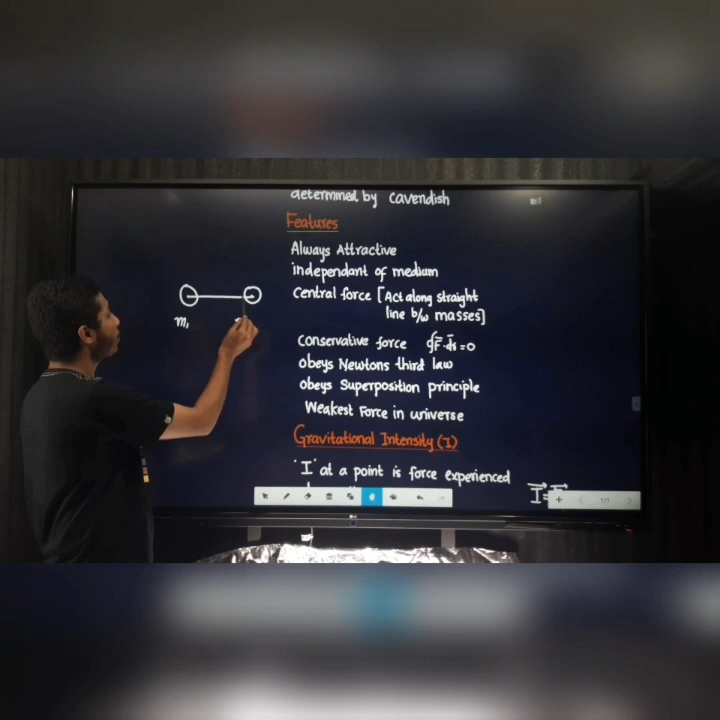 determined by Cavendish
Features
Always Attractive
independant of medium
Central force [Act along straight
line b/w masses]
m₁
Conservative force ∮F̄·dr̄=0
obeys Newtons third law
obeys Superposition principle
Weakest Force in universe
Gravitational Intensity (I)
'I' at a point is force experienced
LG